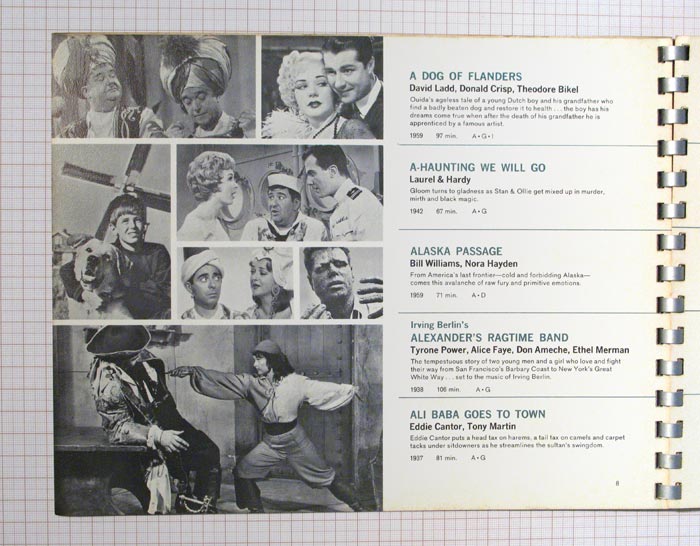 A DOG OF FLANDERS
David Ladd, Donald Crisp, Theodore Bikel
Ouida's ageless tale of a young Dutch boy and his grandfather who
find a badly beaten dog and restore it to health . . . the boy has his
dreams come true when after the death of his grandfather he is
apprenticed by a famous artist.
1959 97 min. A • G • I
A-HAUNTING WE WILL GO
Laurel & Hardy
Gloom turns to gladness as Stan & Ollie get mixed up in murder,
mirth and black magic.
1942 67 min. A • G
ALASKA PASSAGE
Bill Williams, Nora Hayden
From America's last frontier—cold and forbidding Alaska—
comes this avalanche of raw fury and primitive emotions.
1959 71 min. A • D
Irving Berlin's
ALEXANDER'S RAGTIME BAND
Tyrone Power, Alice Faye, Don Ameche, Ethel Merman
The tempestuous story of two young men and a girl who love and fight
their way from San Francisco's Barbary Coast to New York's Great
White Way . . . set to the music of Irving Berlin.
1938 106 min. A • G
ALI BABA GOES TO TOWN
Eddie Cantor, Tony Martin
Eddie Cantor puts a head tax on harems, a tail tax on camels and carpet
tacks under sitdowners as he streamlines the sultan's swingdom.
1937 81 min. A • G